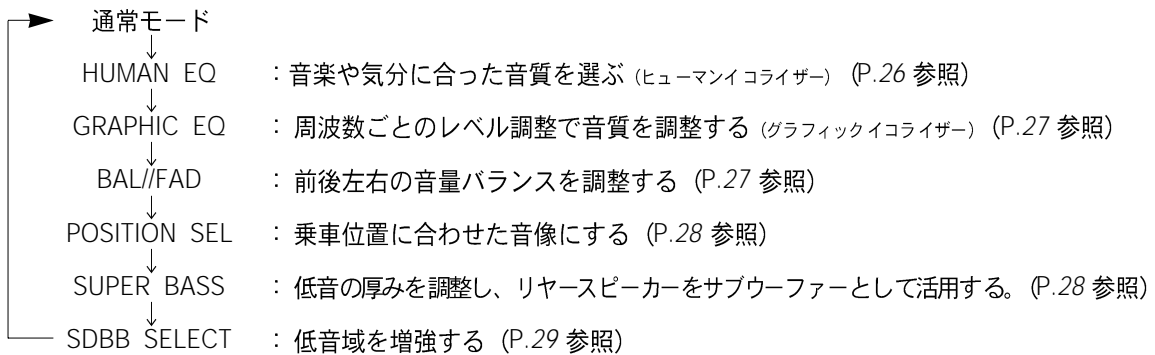 通常モード
HUMAN EQ : 音楽や気分に合った音質を選ぶ (ヒューマンイコライザー) (P.26 参照)
GRAPHIC EQ : 周波数ごとのレベル調整で音質を調整する (グラフィックイコライザー) (P.27 参照)
BAL//FAD : 前後左右の音量バランスを調整する (P.27 参照)
POSITION SEL : 乗車位置に合わせた音像にする (P.28 参照)
SUPER BASS : 低音の厚みを調整し、リヤースピーカーをサブウーファーとして活用する。(P.28 参照)
SDBB SELECT : 低音域を増強する (P.29 参照)